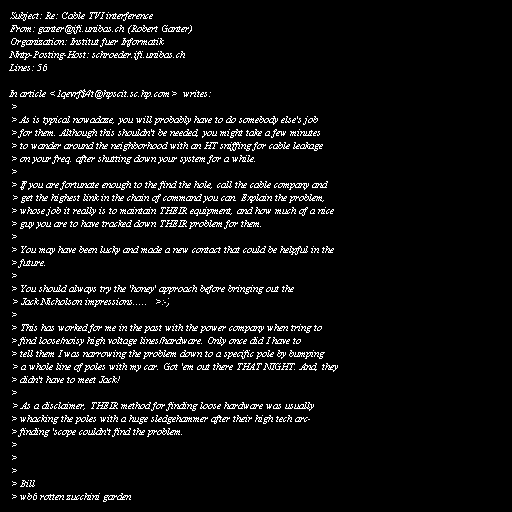 Subject: Re: Cable TVI interference
From: ganter@ifi.unibas.ch (Robert Ganter)
Organization: Institut fuer Informatik
Nntp-Posting-Host: schroeder.ifi.unibas.ch
Lines: 56

In article <1qevrf$j4t@hpscit.sc.hp.com> writes:
>
> As is typical nowadaze, you will probably have to do somebody else's job
> for them. Although this shouldn't be needed, you might take a few minutes
> to wander around the neighborhood with an HT sniffing for cable leakage
> on your freq. after shutting down your system for a while.
>
> If you are fortunate enough to the find the hole, call the cable company and
> get the highest link in the chain of command you can. Explain the problem,
> whose job it really is to maintain THEIR equipment, and how much of a nice
> guy you are to have tracked down THEIR problem for them.
>
> You may have been lucky and made a new contact that could be helpful in the
> future.
>
> You should always try the 'honey' approach before bringing out the
> Jack Nicholson impressions..... >:-)
>
> This has worked for me in the past with the power company when tring to
> find loose/noisy high voltage lines/hardware. Only once did I have to
> tell them I was narrowing the problem down to a specific pole by bumping
> a whole line of poles with my car. Got 'em out there THAT NIGHT. And, they
> didn't have to meet Jack!
>
> As a disclaimer, THEIR method for finding loose hardware was usually
> whacking the poles with a huge sledgehammer after their high tech arc-
> finding 'scope couldn't find the problem.
>
>
>
> Bill
> wb6 rotten zucchini garden